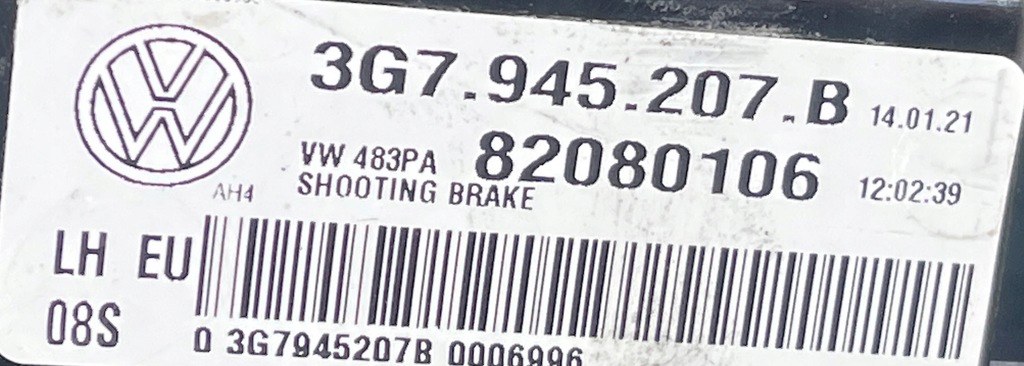 3G7.945.207.B 14.01.21
VW 483PA 82080106 12:02:39
AH4 SHOOTING BRAKE
LH EU
08S
0 3G7945207B 0006996